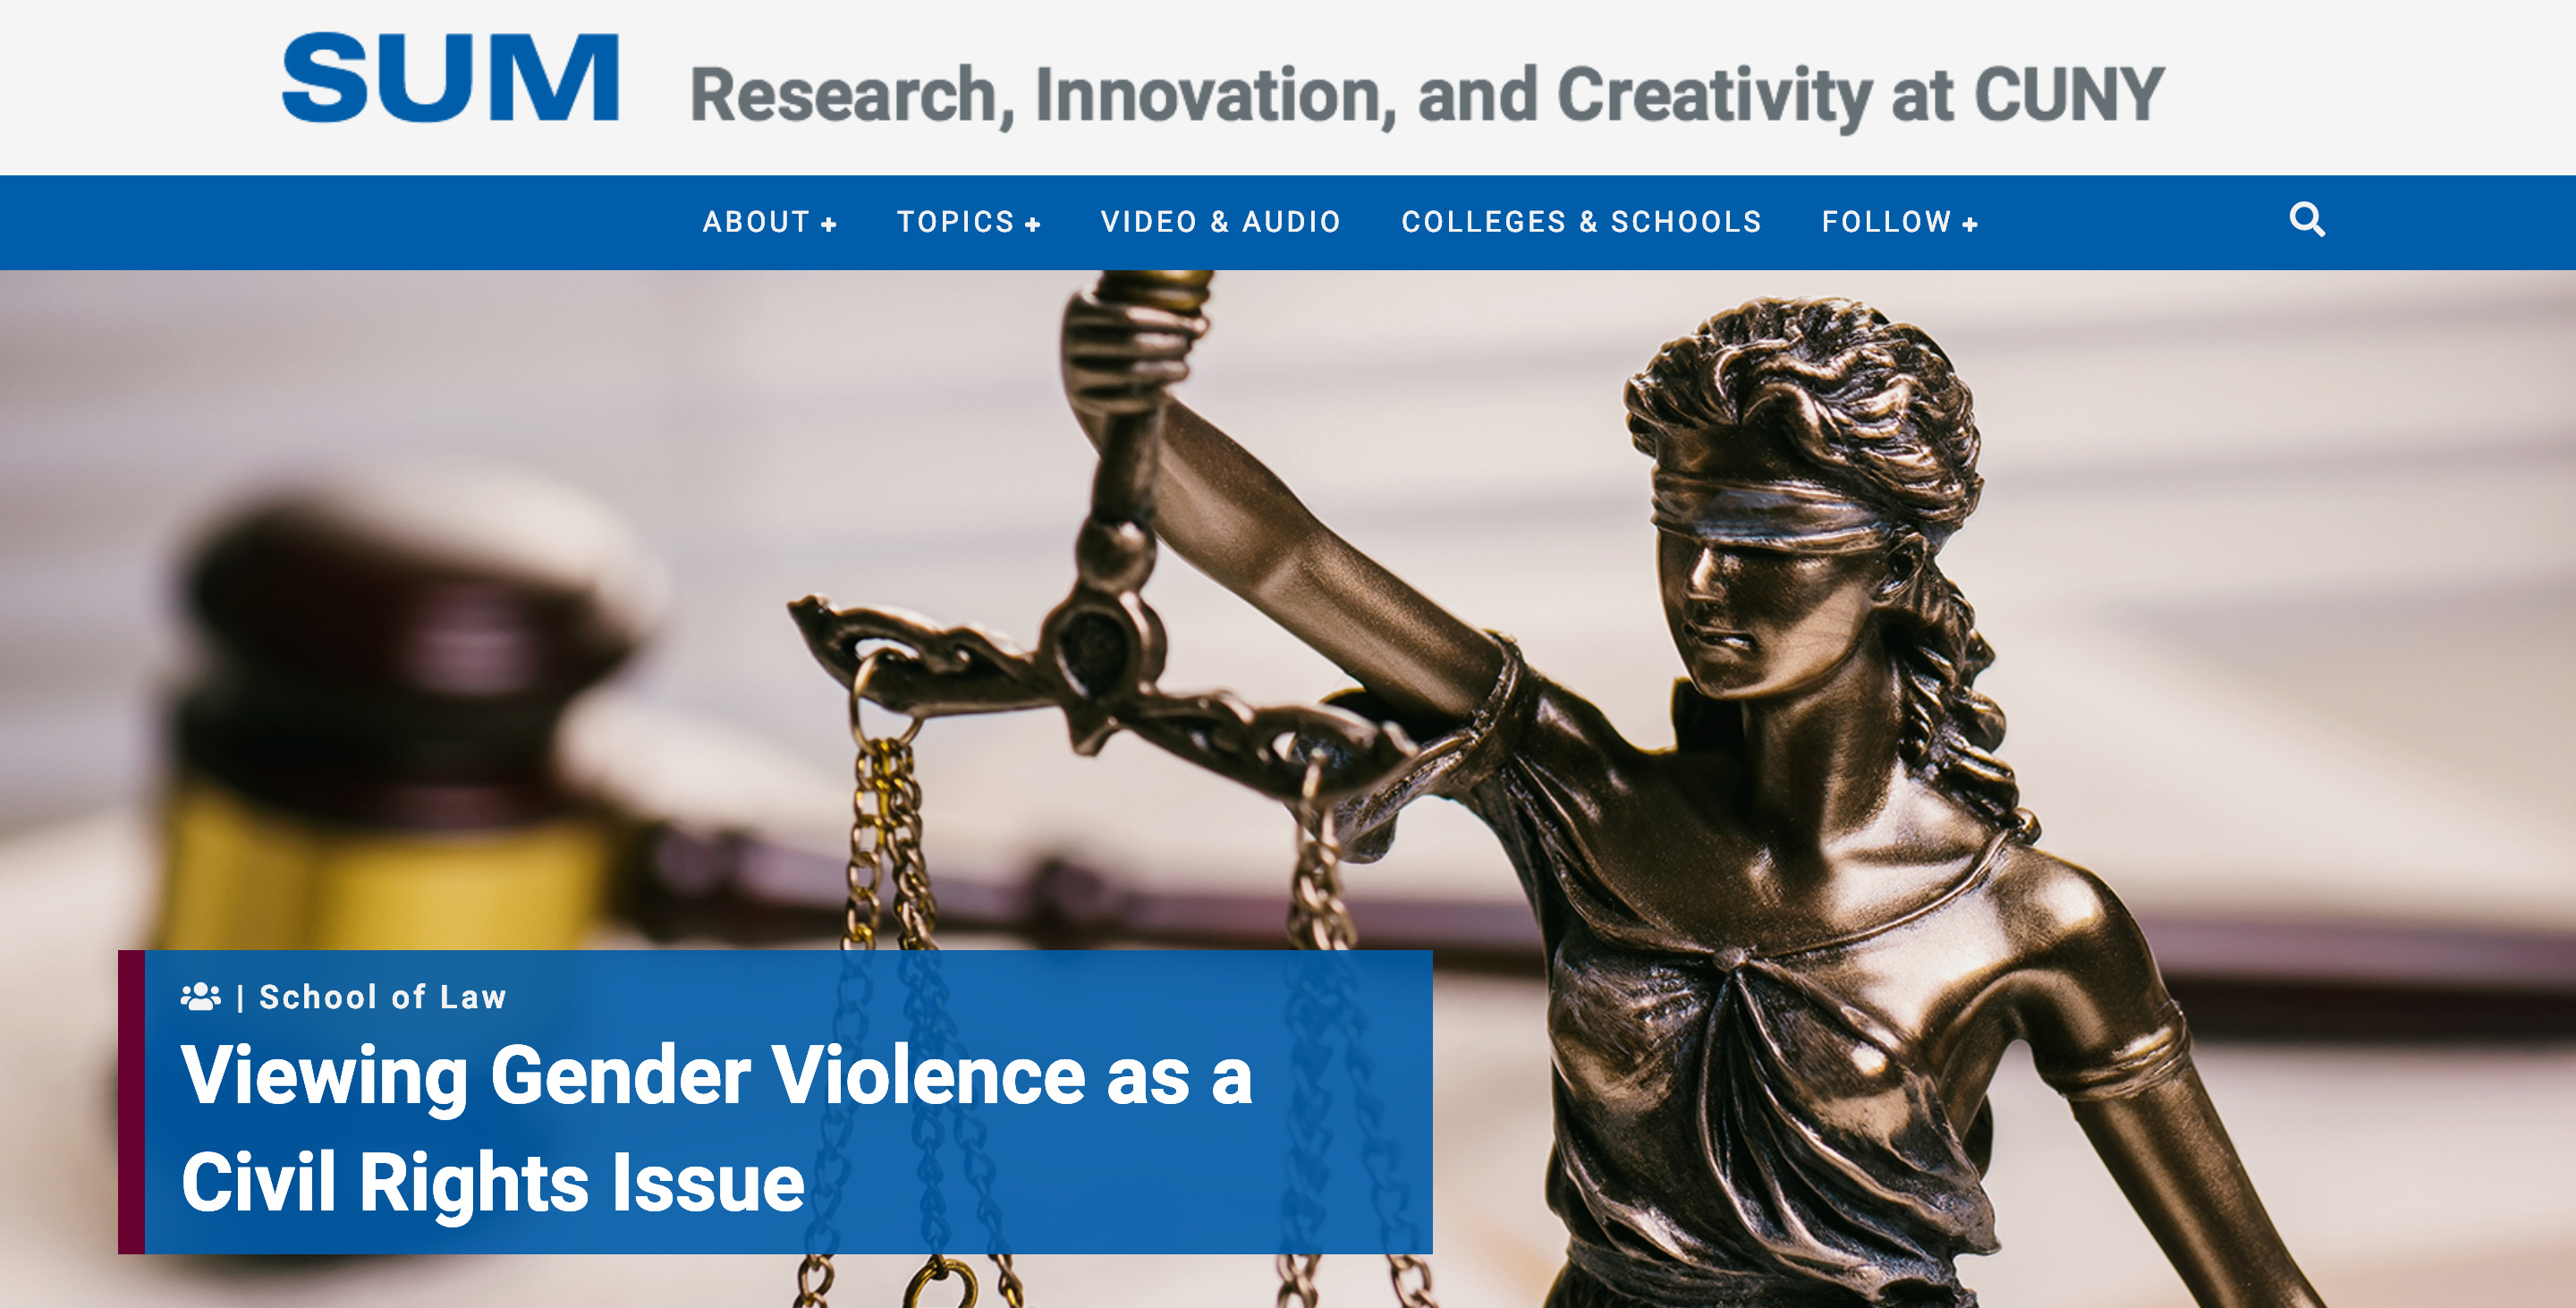 SUM Research, Innovation, and Creativity at CUNY
ABOUT + TOPICS + VIDEO & AUDIO COLLEGES & SCHOOLS FOLLOW +
| School of Law
Viewing Gender Violence as a
Civil Rights Issue